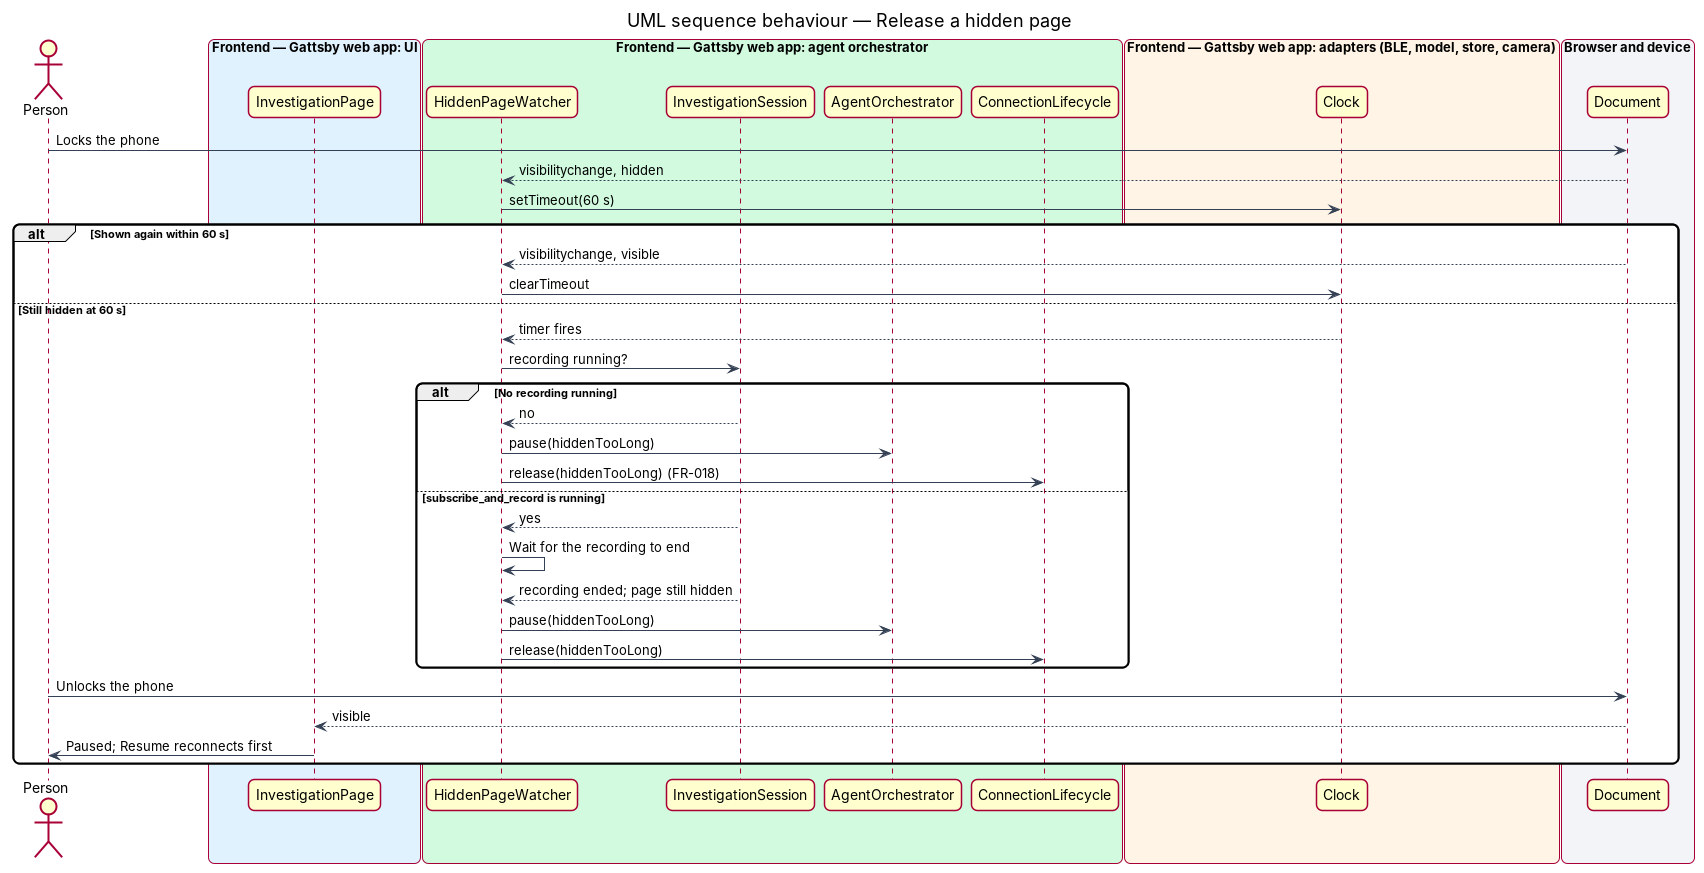 UML sequence behaviour — Release a hidden page
Frontend — Gattsby web app: UI
Frontend — Gattsby web app: agent orchestrator
Frontend — Gattsby web app: adapters (BLE, model, store, camera)
Browser and device
Person
InvestigationPage
HiddenPageWatcher
InvestigationSession
AgentOrchestrator
ConnectionLifecycle
Clock
Document
Locks the phone
visibilitychange, hidden
setTimeout(60 s)
alt
[Shown again within 60 s]
visibilitychange, visible
clearTimeout
[Still hidden at 60 s]
timer fires
recording running?
alt
[No recording running]
no
pause(hiddenTooLong)
release(hiddenTooLong) (FR-018)
[subscribe_and_record is running]
yes
Wait for the recording to end
recording ended; page still hidden
pause(hiddenTooLong)
release(hiddenTooLong)
Unlocks the phone
visible
Paused; Resume reconnects first
Person
InvestigationPage
HiddenPageWatcher
InvestigationSession
AgentOrchestrator
ConnectionLifecycle
Clock
Document